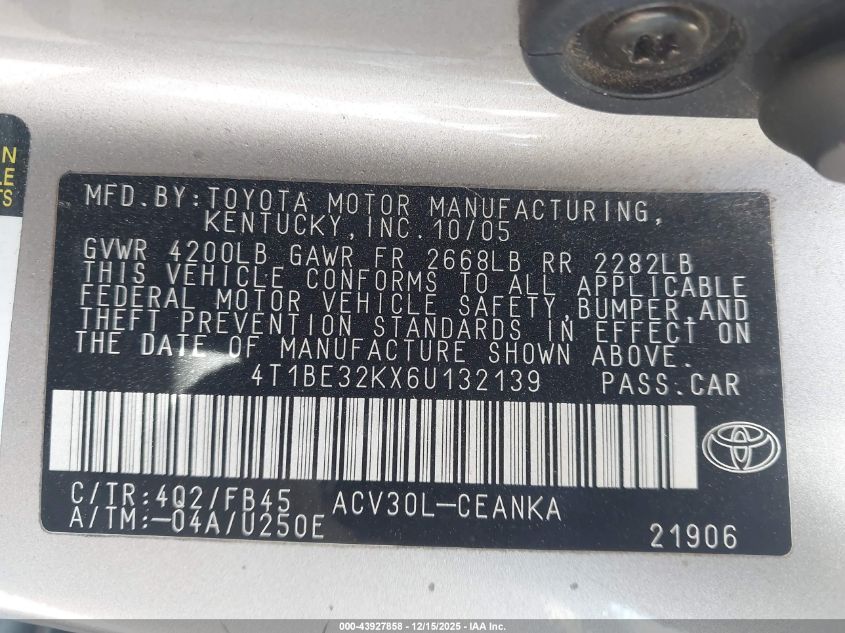 N
LE
TS
MFD.BY:TOYOTA MOTOR MANUFACTURING,
KENTUCKY, INC. 10/05
GVWR 4200LB GAWR FR 2668LB RR 2282LB
THIS VEHICLE CONFORMS TO ALL APPLICABLE
FEDERAL MOTOR VEHICLE SAFETY, BUMPER, AND
THEFT PREVENTION STANDARDS IN EFFECT ON
THE DATE OF MANUFACTURE SHOWN ABOVE.
4T1BE32KX6U132139 PASS.CAR
C/TR:4Q2/FB45 ACV30L-CEANKA
A/TM:-04A/U250E 21906
000-43927858 - 12/15/2025 - IAA Inc.